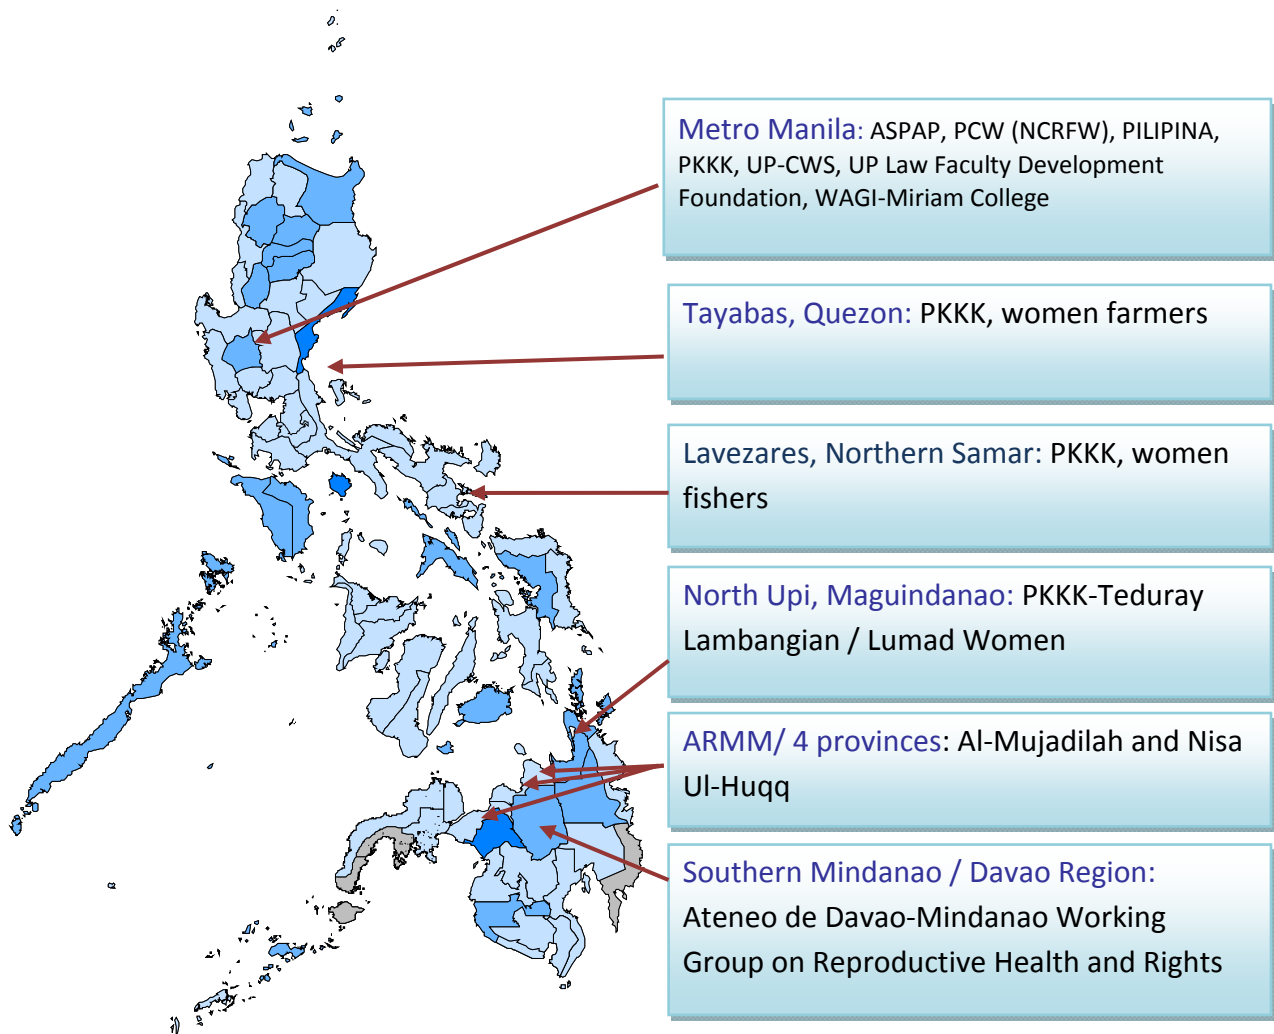 Metro Manila: ASPAP, PCW (NCRFW), PILIPINA,
PKKK, UP-CWS, UP Law Faculty Development
Foundation, WAGI-Miriam College
Tayabas, Quezon: PKKK, women farmers
Lavezares, Northern Samar: PKKK, women
fishers
North Upi, Maguindanao: PKKK-Teduray
Lambangian / Lumad Women
ARMM/ 4 provinces: Al-Mujadilah and Nisa
Ul-Huqq
Southern Mindanao / Davao Region:
Ateneo de Davao-Mindanao Working
Group on Reproductive Health and Rights